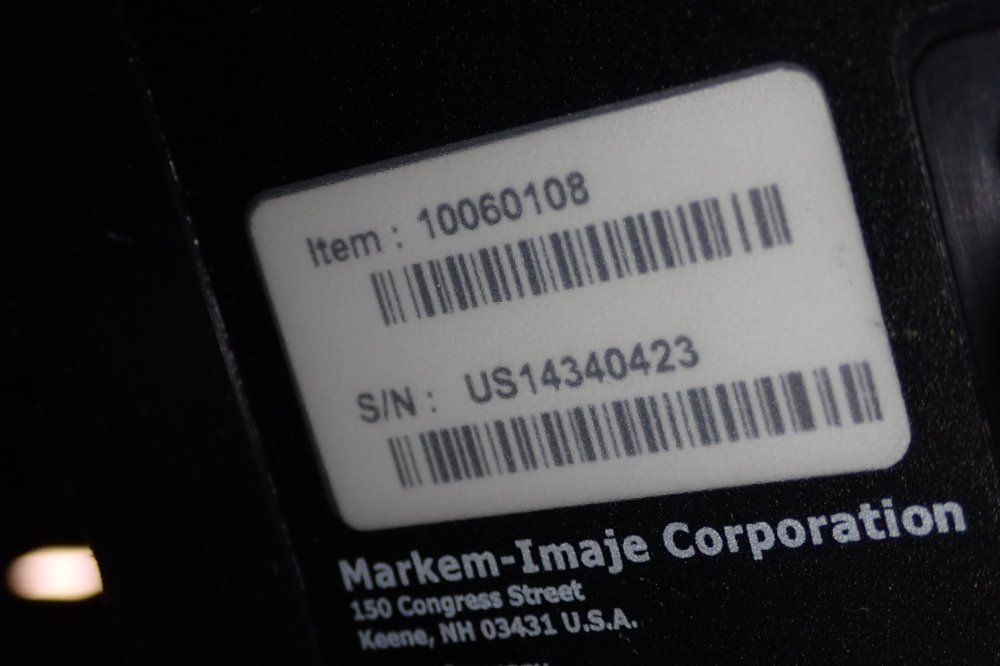 Item : 10060108
S/N : US14340423
Markem-Imaje Corporation
150 Congress Street
Keene, NH 03431 U.S.A.